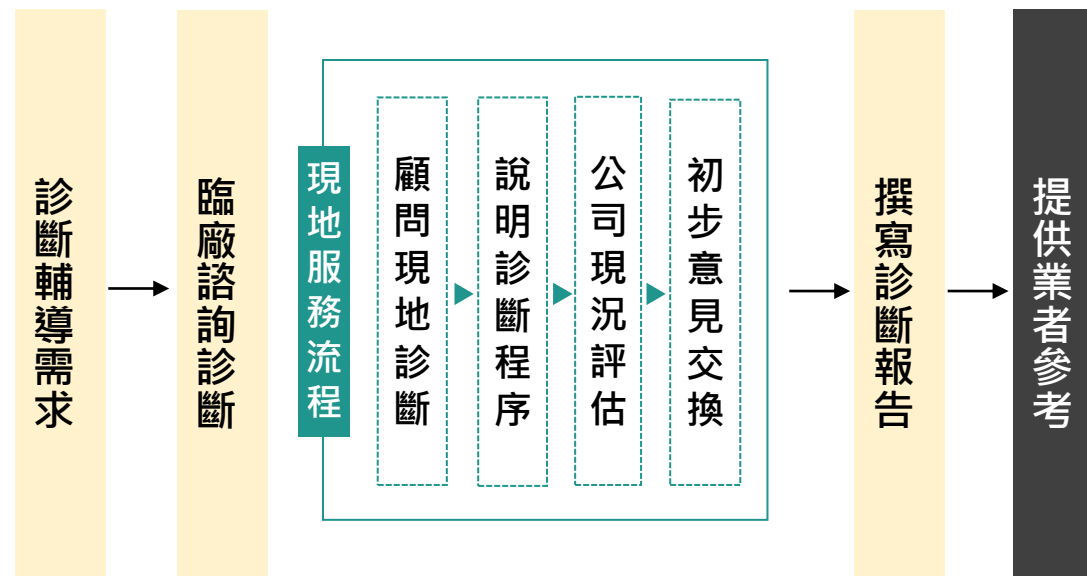 診斷輔導需求
臨廠諮詢診斷
現地服務流程
顧問現地診斷
說明診斷程序
公司現況評估
初步意見交換
撰寫診斷報告
提供業者參考